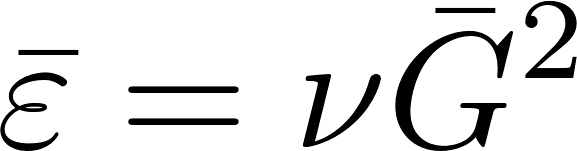 ε̄ = νḠ²